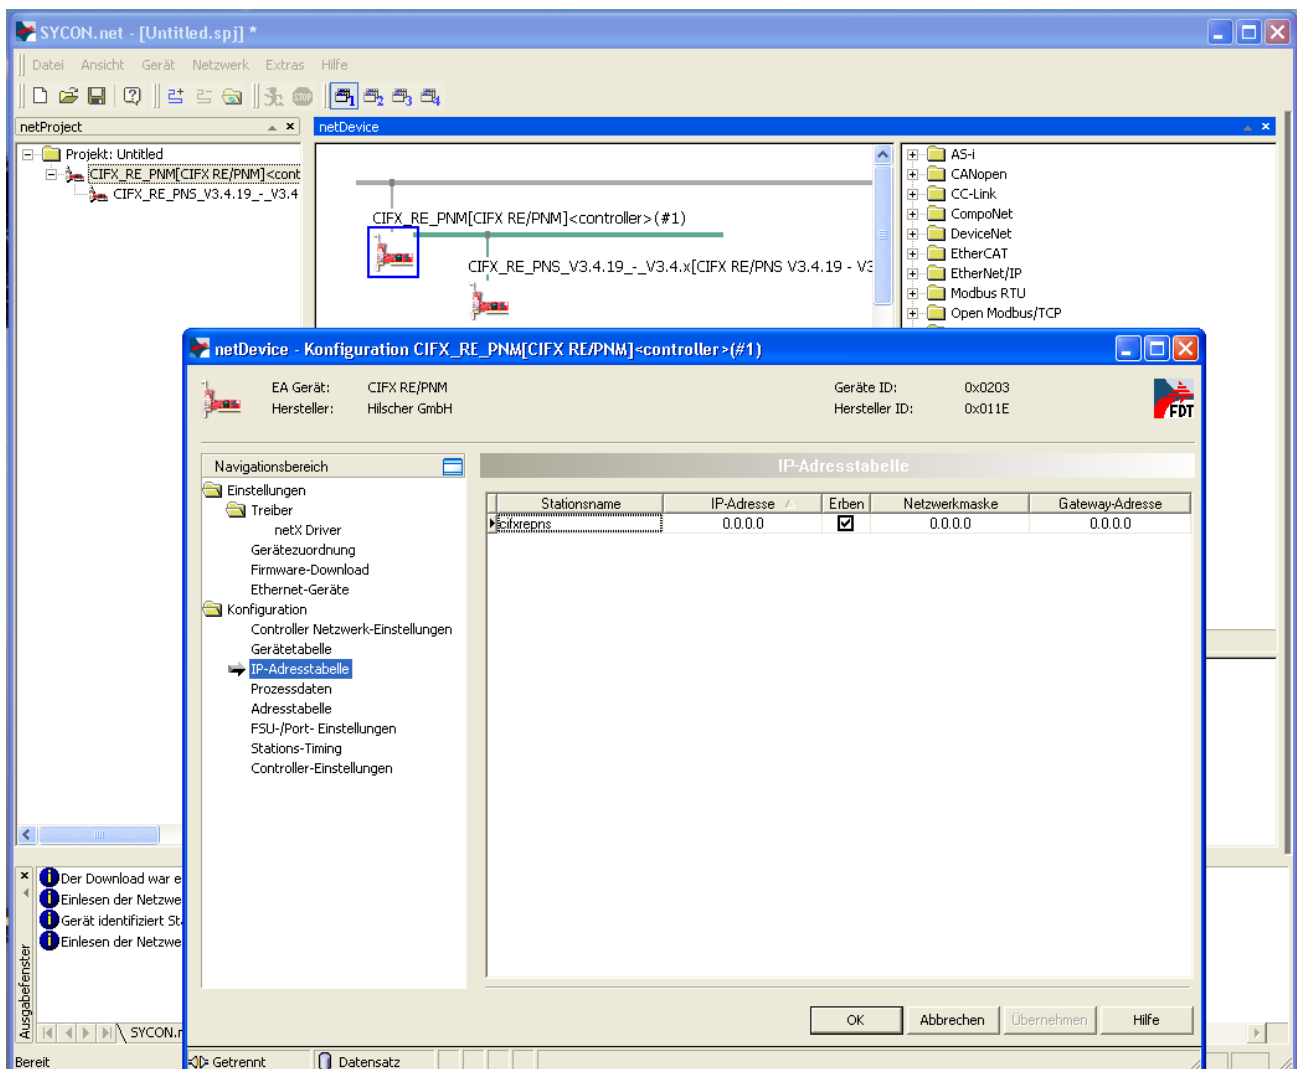 SYCON.net - [Untitled.spj] *
Datei Ansicht Gerät Netzwerk Extras Hilfe
netProject
netDevice
Projekt: Untitled
CIFX_RE_PNM[CIFX RE/PNM]<cont
CIFX_RE_PNS_V3.4.19_-_V3.4
CIFX_RE_PNM[CIFX RE/PNM]<controller>(#1)
CIFX_RE_PNS_V3.4.19_-_V3.4.x[CIFX RE/PNS V3.4.19 - V3
AS-i
CANopen
CC-Link
CompoNet
DeviceNet
EtherCAT
EtherNet/IP
Modbus RTU
Open Modbus/TCP
netDevice - Konfiguration CIFX_RE_PNM[CIFX RE/PNM]<controller>(#1)
EA Gerät: CIFX RE/PNM Geräte ID: 0x0203
Hersteller: Hilscher GmbH Hersteller ID: 0x011E
FDT
Navigationsbereich
IP-Adresstabelle
Einstellungen
Treiber
netX Driver
Gerätezuordnung
Firmware-Download
Ethernet-Geräte
Konfiguration
Controller Netzwerk-Einstellungen
Gerätetabelle
IP-Adresstabelle
Prozessdaten
Adresstabelle
FSU-/Port- Einstellungen
Stations-Timing
Controller-Einstellungen
Stationsname IP-Adresse Erben Netzwerkmaske Gateway-Adresse
cifxrepns 0.0.0.0 0.0.0.0 0.0.0.0
Der Download war e
Einlesen der Netzwe
Gerät identifiziert St
Einlesen der Netzwe
Ausgabefenster
SYCON.n
OK Abbrechen Übernehmen Hilfe
Bereit
Getrennt Datensatz